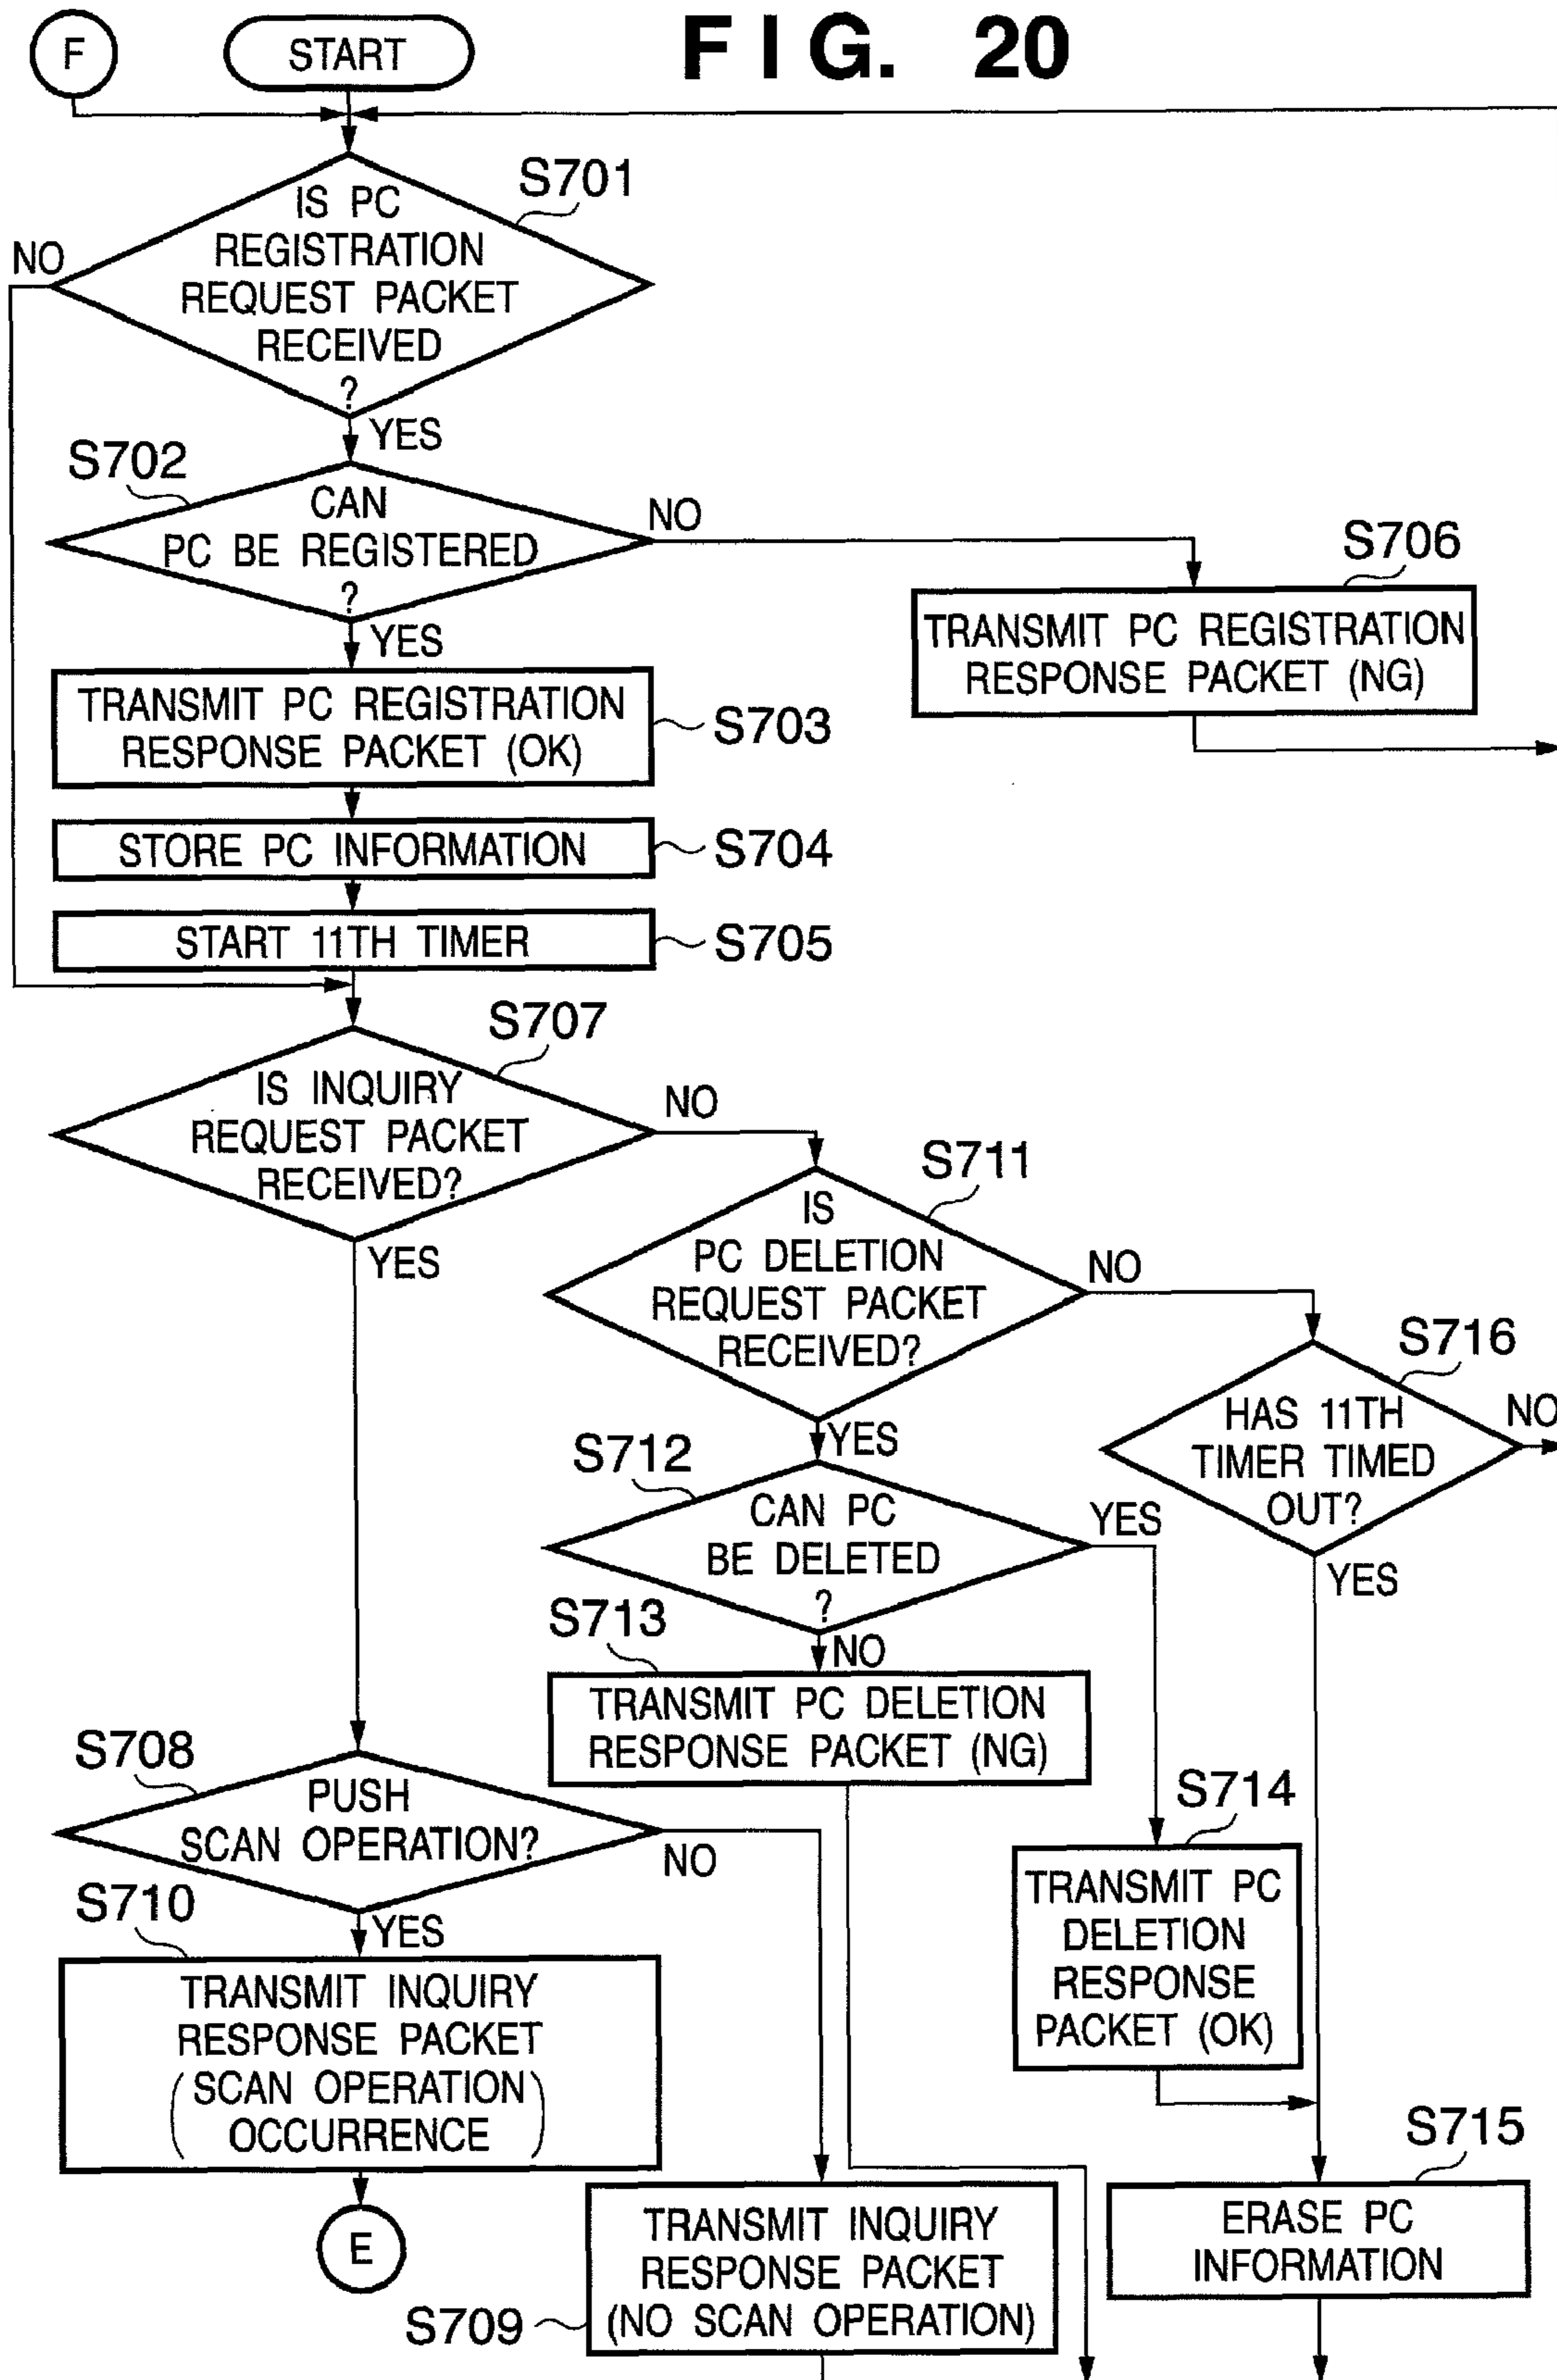 F
START
FIG. 20
S701
IS PC
REGISTRATION
REQUEST PACKET
RECEIVED
?
NO
YES
S702
CAN
PC BE REGISTERED
?
NO
YES
S706
TRANSMIT PC REGISTRATION
RESPONSE PACKET (NG)
TRANSMIT PC REGISTRATION
RESPONSE PACKET (OK)
S703
STORE PC INFORMATION
S704
START 11TH TIMER
S705
S707
IS INQUIRY
REQUEST PACKET
RECEIVED?
NO
YES
S711
IS
PC DELETION
REQUEST PACKET
RECEIVED?
NO
YES
S716
HAS 11TH
TIMER TIMED
OUT?
NO
YES
S712
CAN PC
BE DELETED
?
YES
NO
S713
TRANSMIT PC DELETION
RESPONSE PACKET (NG)
S708
PUSH
SCAN OPERATION?
NO
YES
S714
TRANSMIT PC
DELETION
RESPONSE
PACKET (OK)
S710
TRANSMIT INQUIRY
RESPONSE PACKET
(SCAN OPERATION
OCCURRENCE)
E
S709
TRANSMIT INQUIRY
RESPONSE PACKET
(NO SCAN OPERATION)
S715
ERASE PC
INFORMATION